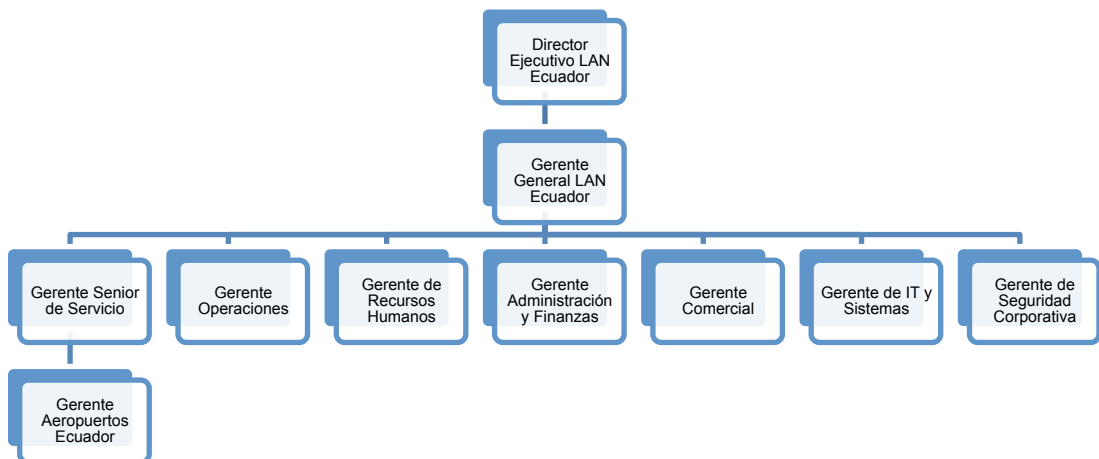 Director
Ejecutivo LAN
Ecuador
Gerente
General LAN
Ecuador
Gerente Senior
de Servicio
Gerente
Operaciones
Gerente de
Recursos
Humanos
Gerente
Administración
y Finanzas
Gerente
Comercial
Gerente de IT y
Sistemas
Gerente de
Seguridad
Corporativa
Gerente
Aeropuertos
Ecuador